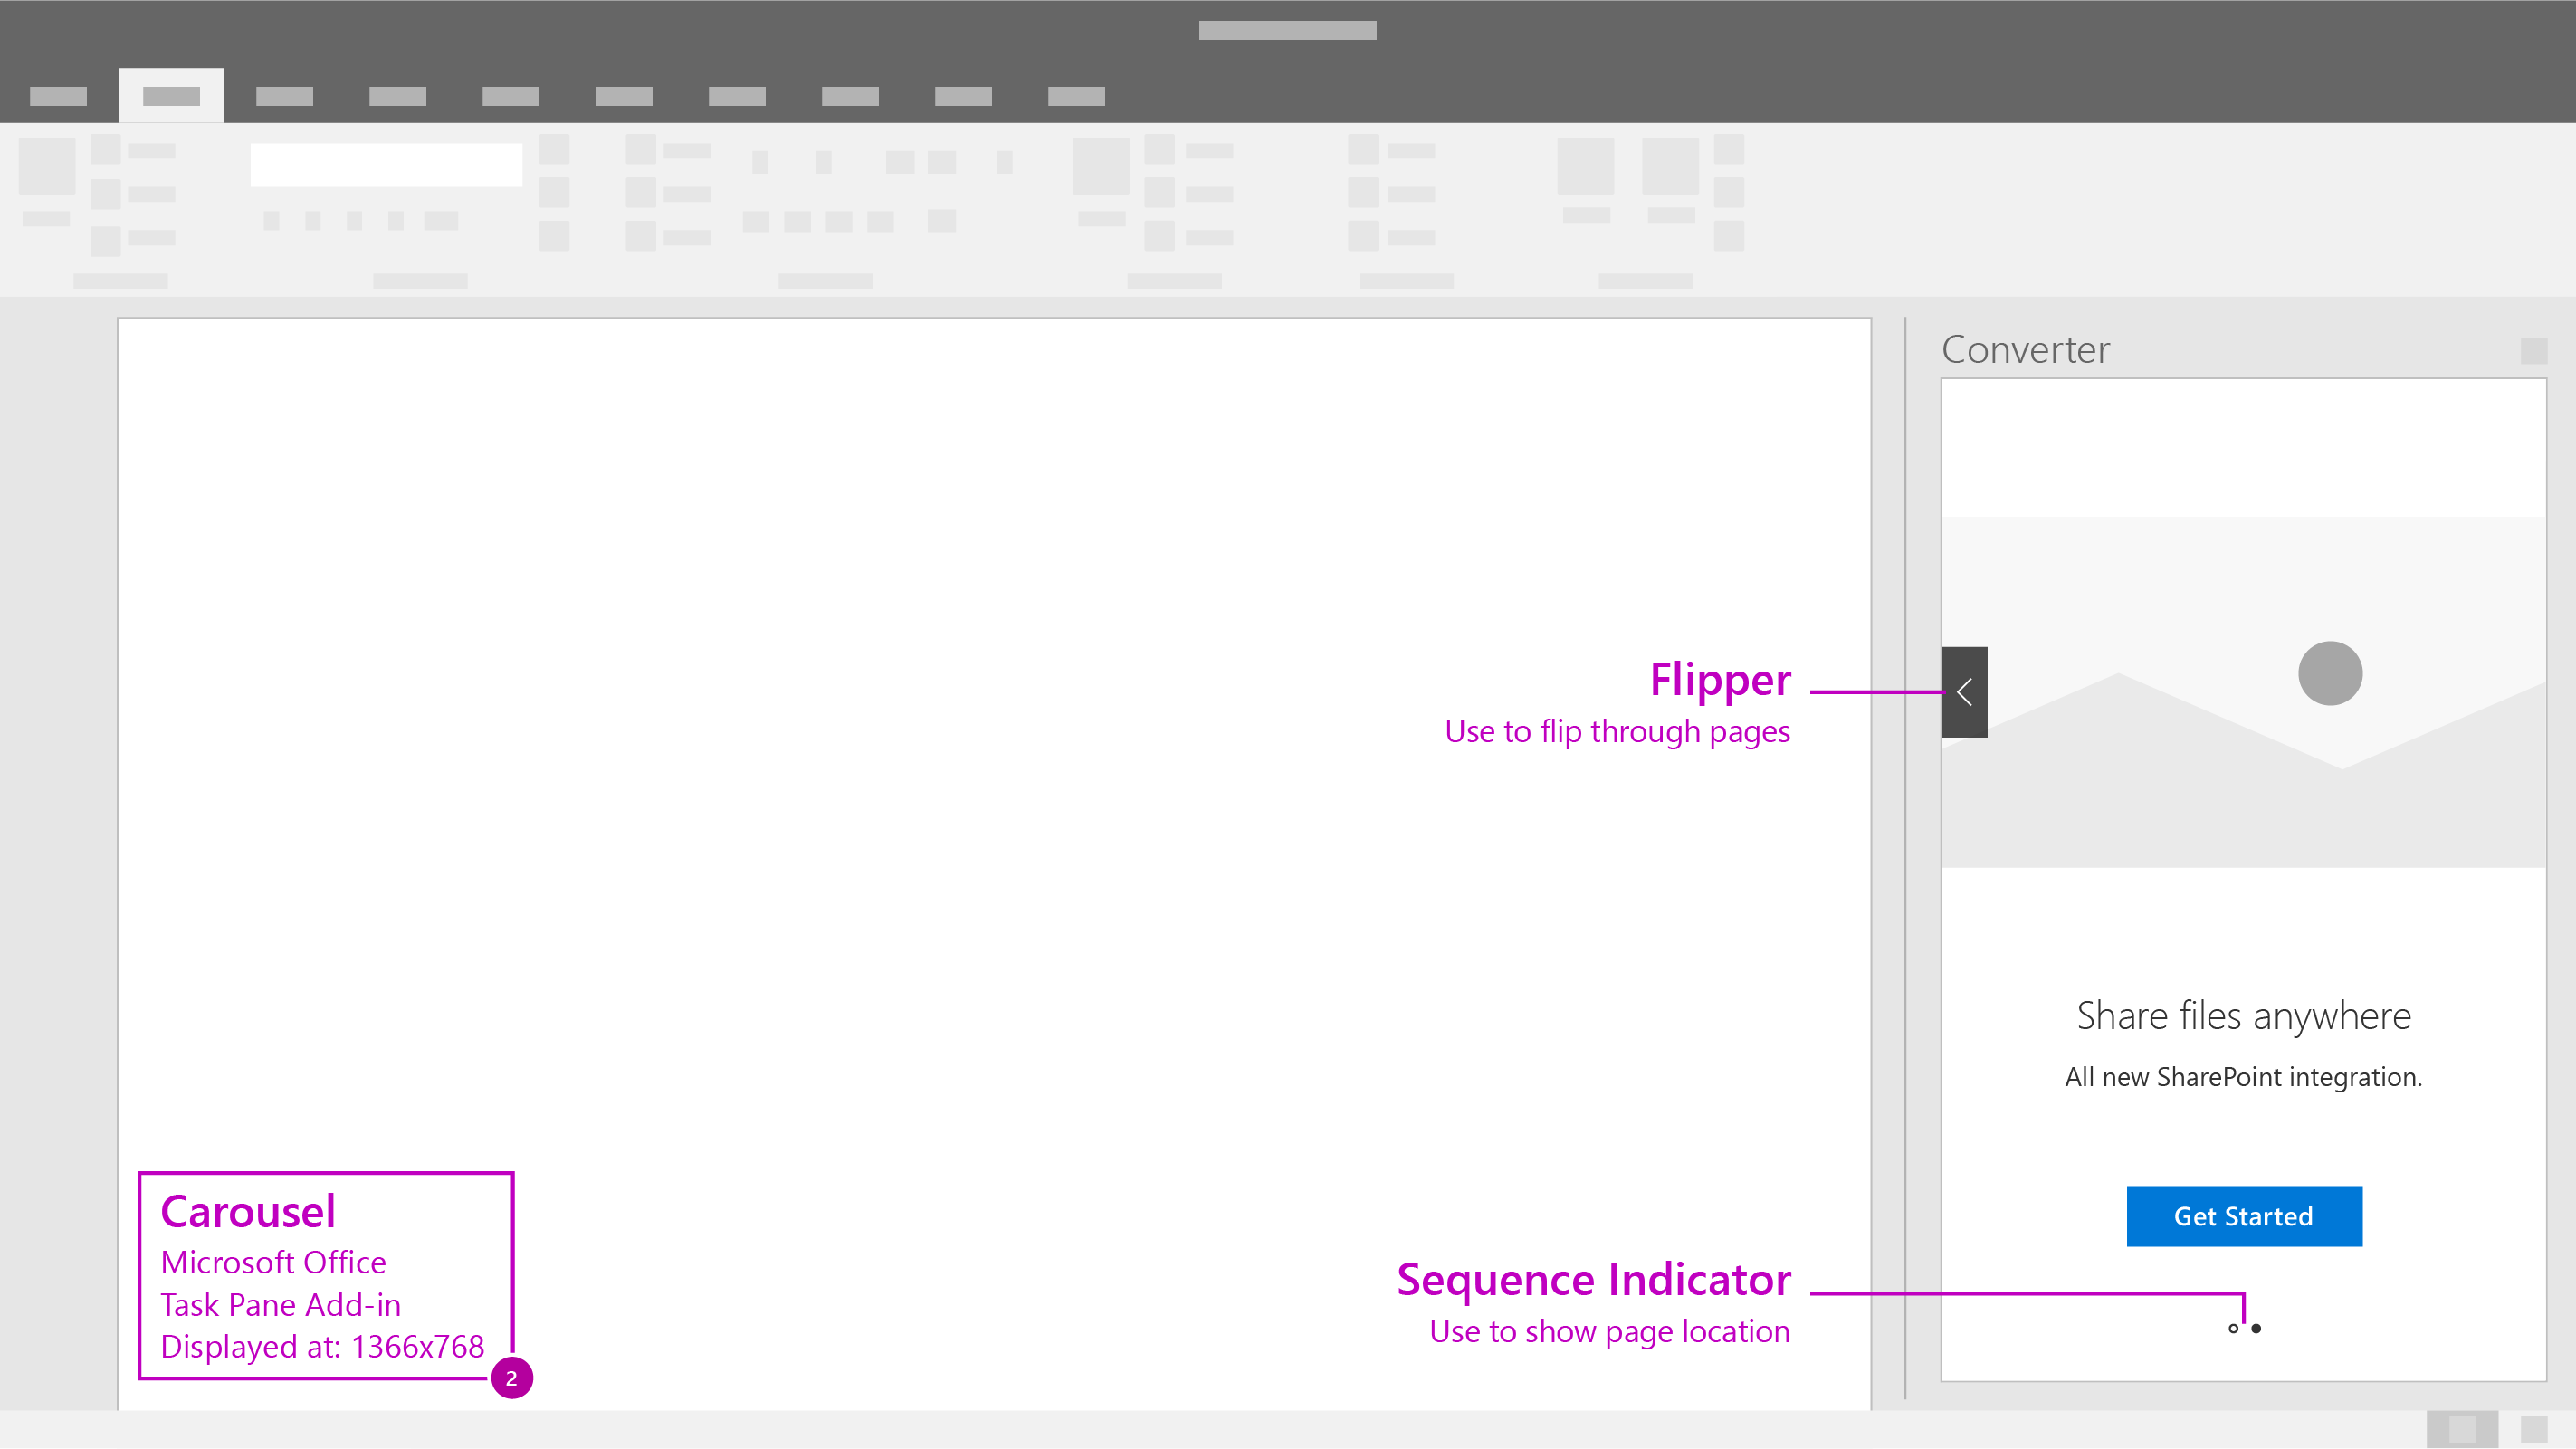 Converter
Flipper
Use to flip through pages
Share files anywhere
All new SharePoint integration.
Get Started
Carousel
Microsoft Office
Task Pane Add-in
Displayed at: 1366x768
2
Sequence Indicator
Use to show page location